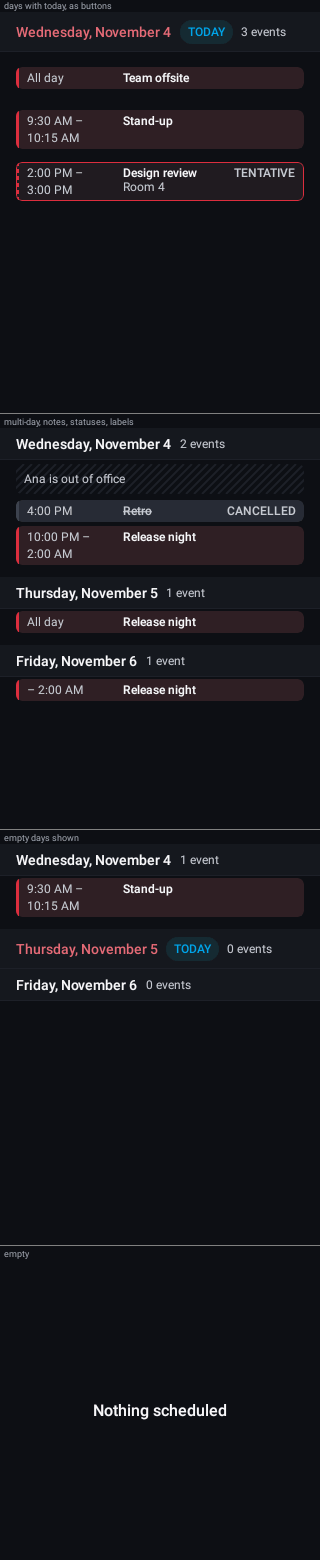 days with today, as buttons
Wednesday, November 4 TODAY 3 events
All day Team offsite
9:30 AM – Stand-up
10:15 AM
2:00 PM – Design review TENTATIVE
3:00 PM Room 4
multi-day, notes, statuses, labels
Wednesday, November 4 2 events
Ana is out of office
4:00 PM Retro CANCELLED
10:00 PM – Release night
2:00 AM
Thursday, November 5 1 event
All day Release night
Friday, November 6 1 event
– 2:00 AM Release night
empty days shown
Wednesday, November 4 1 event
9:30 AM – Stand-up
10:15 AM
Thursday, November 5 TODAY 0 events
Friday, November 6 0 events
empty
Nothing scheduled